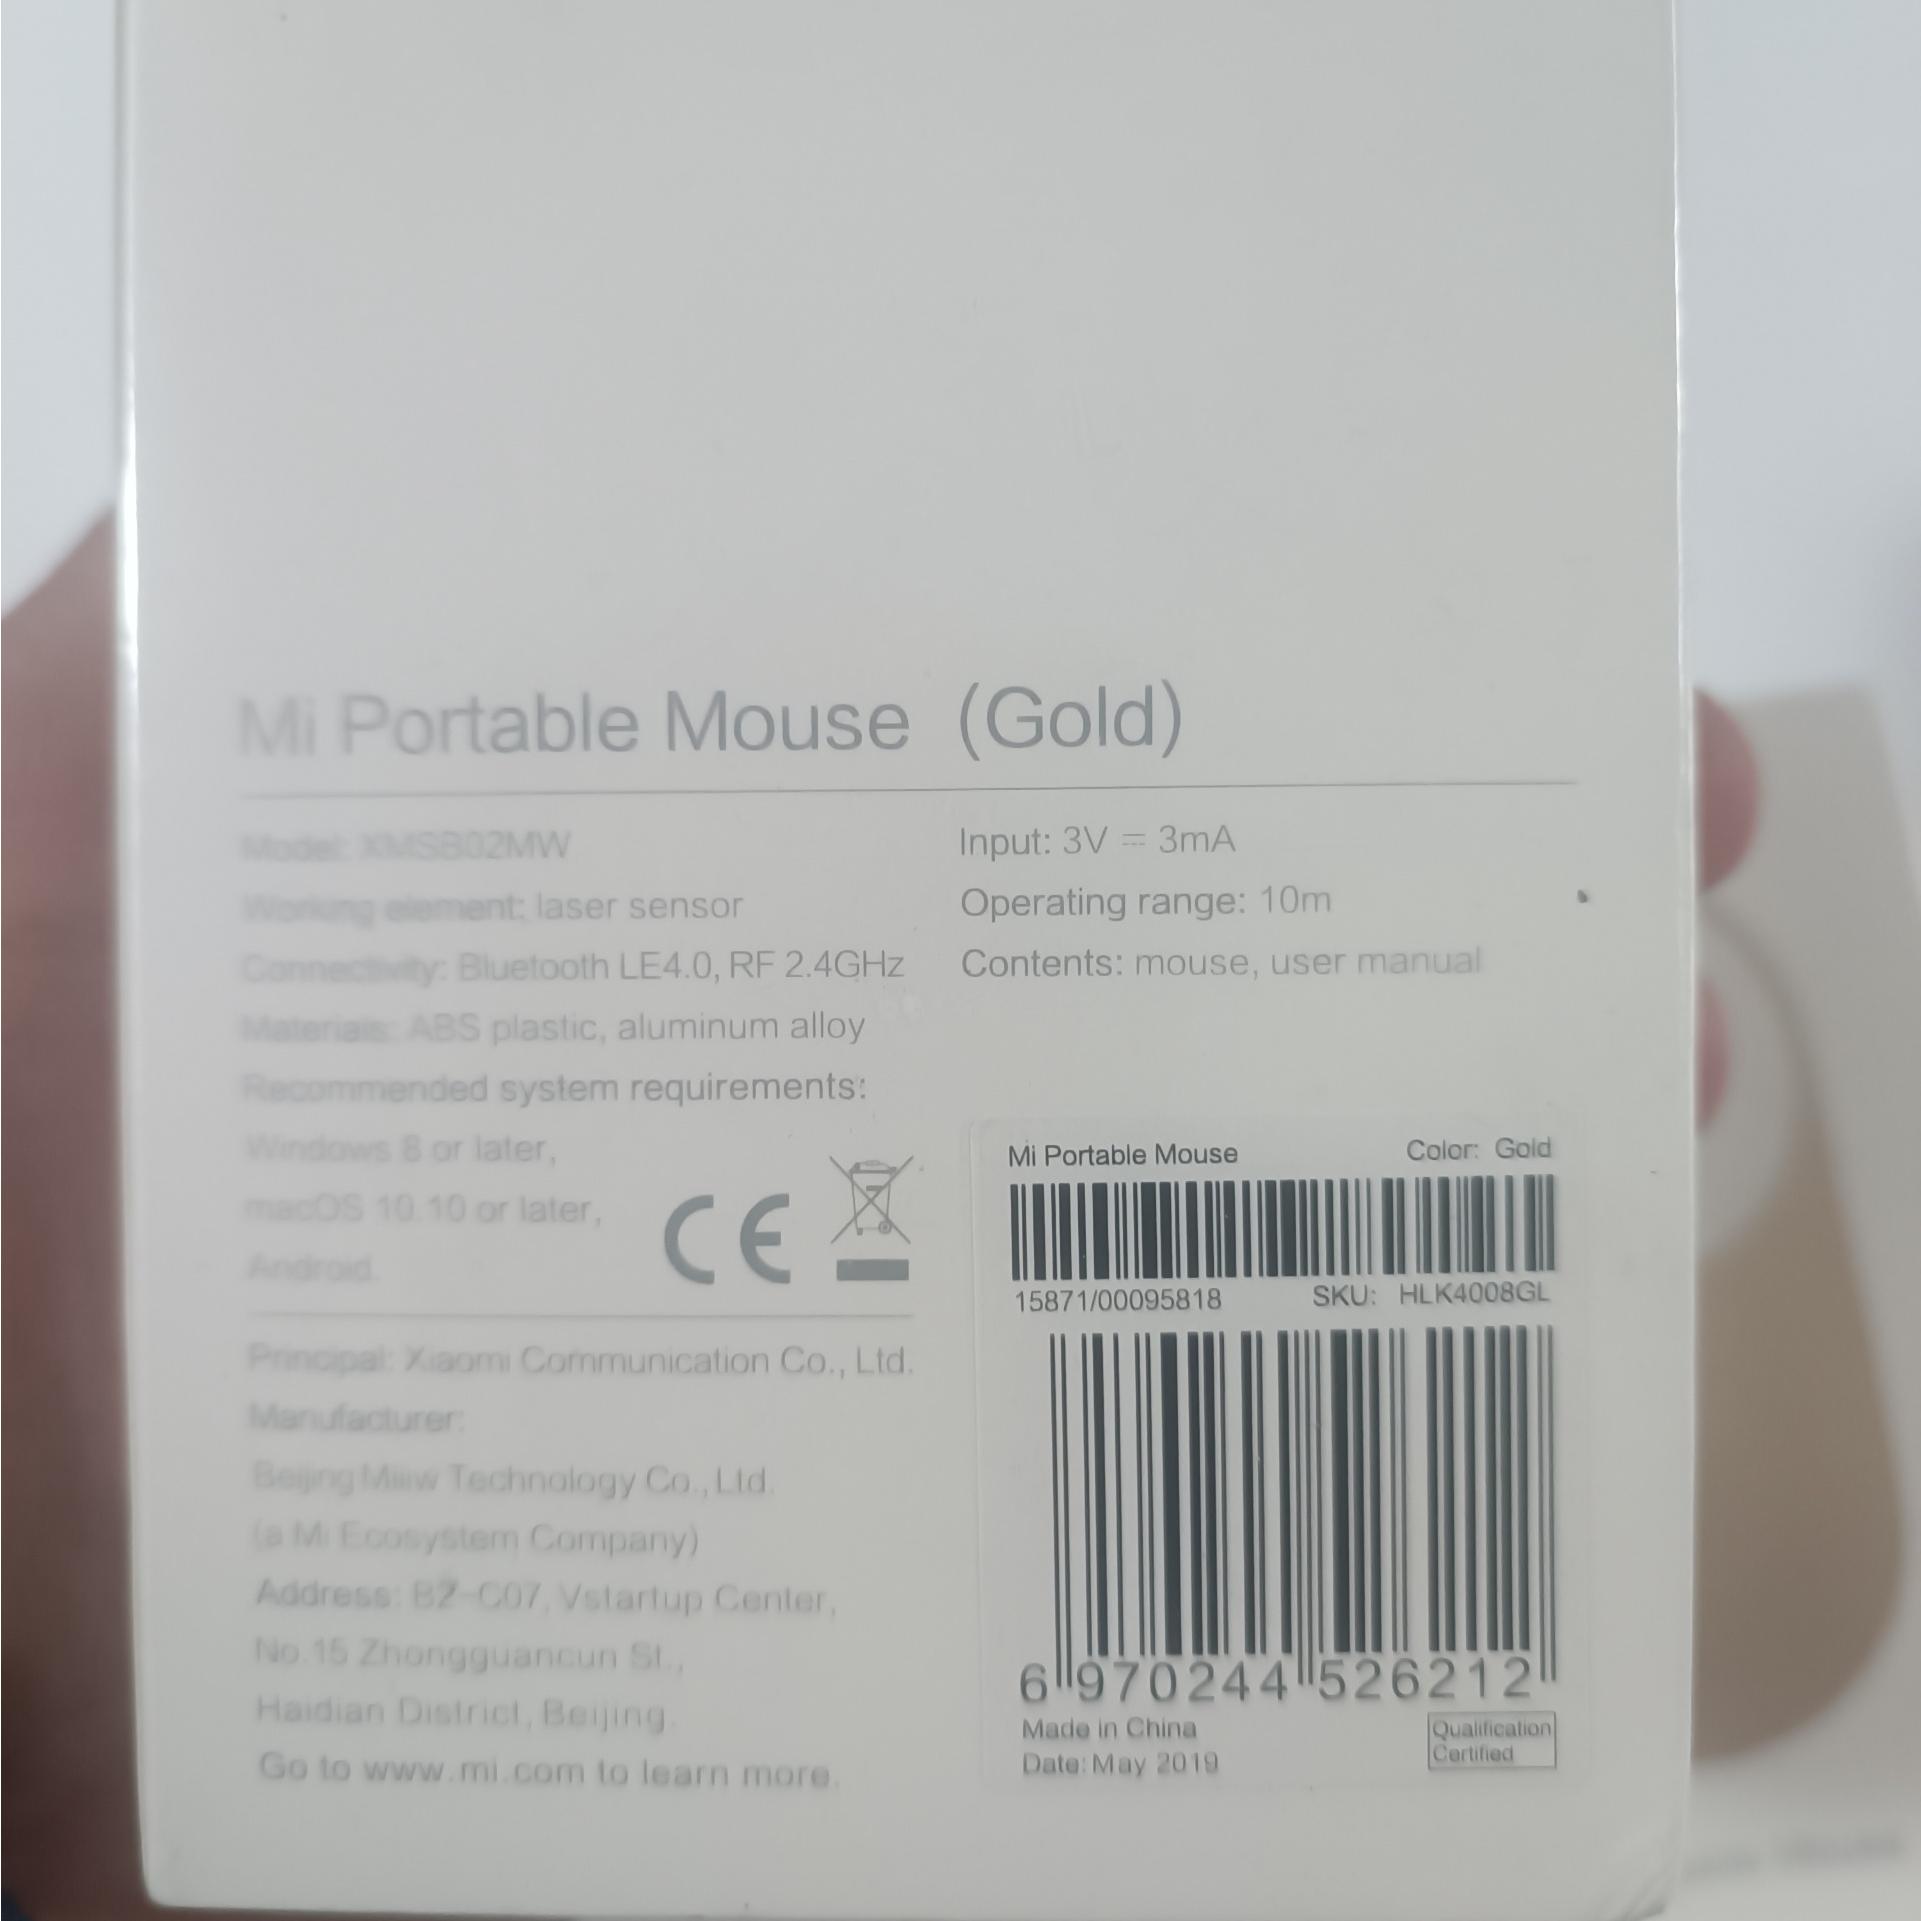 Mi Portable Mouse (Gold)
Model: XMSB02MW
Working element: laser sensor
Connectivity: Bluetooth LE4.0, RF 2.4GHz
Materials: ABS plastic, aluminum alloy
Recommended system requirements:
Windows 8 or later,
macOS 10.10 or later,
Android.
Input: 3V ⎓ 3mA
Operating range: 10m
Contents: mouse, user manual
CE
Principal: Xiaomi Communication Co., Ltd.
Manufacturer:
Beijing Miiiw Technology Co., Ltd.
(a Mi Ecosystem Company)
Address: B2-C07, Vstartup Center,
No.15 Zhongguancun St.,
Haidian District, Beijing.
Go to www.mi.com to learn more.
Mi Portable Mouse Color: Gold
15871/00095818 SKU: HLK4008GL
6 970244 526212
Made in China
Date: May 2019
Qualification
Certified